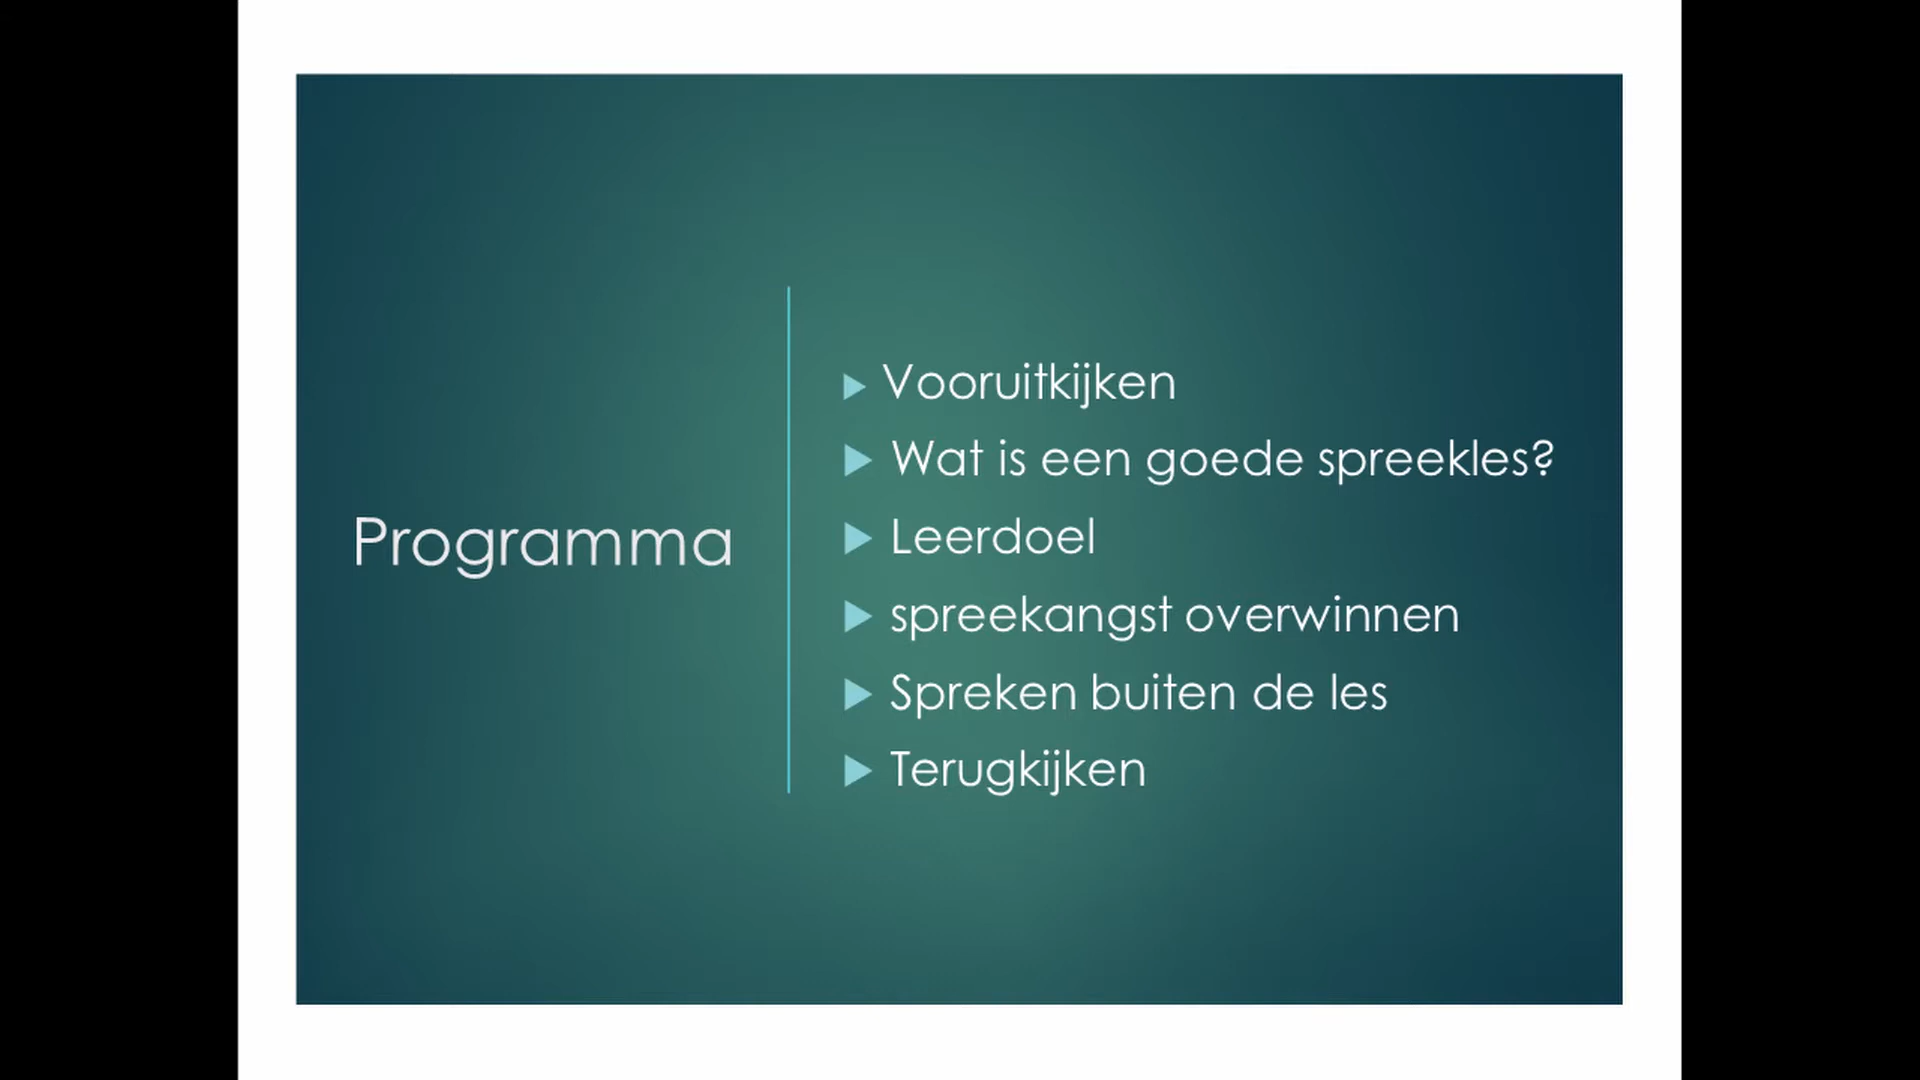 Programma
Vooruitkijken
Wat is een goede spreekles?
Leerdoel
spreekangst overwinnen
Spreken buiten de les
Terugkijken